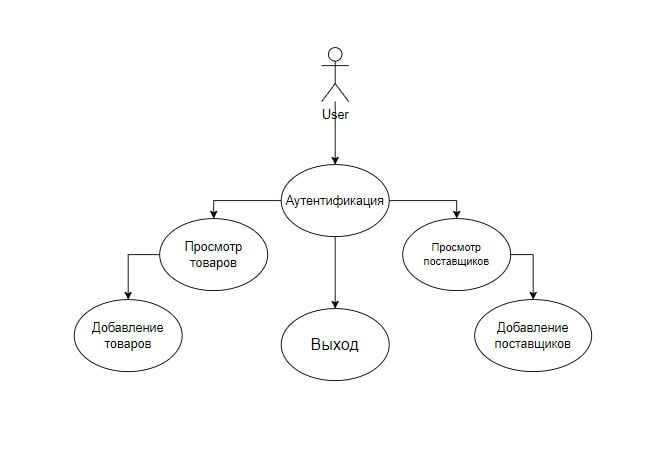 User
Аутентификация
Просмотр
товаров
Просмотр
поставщиков
Добавление
товаров
Выход
Добавление
поставщиков